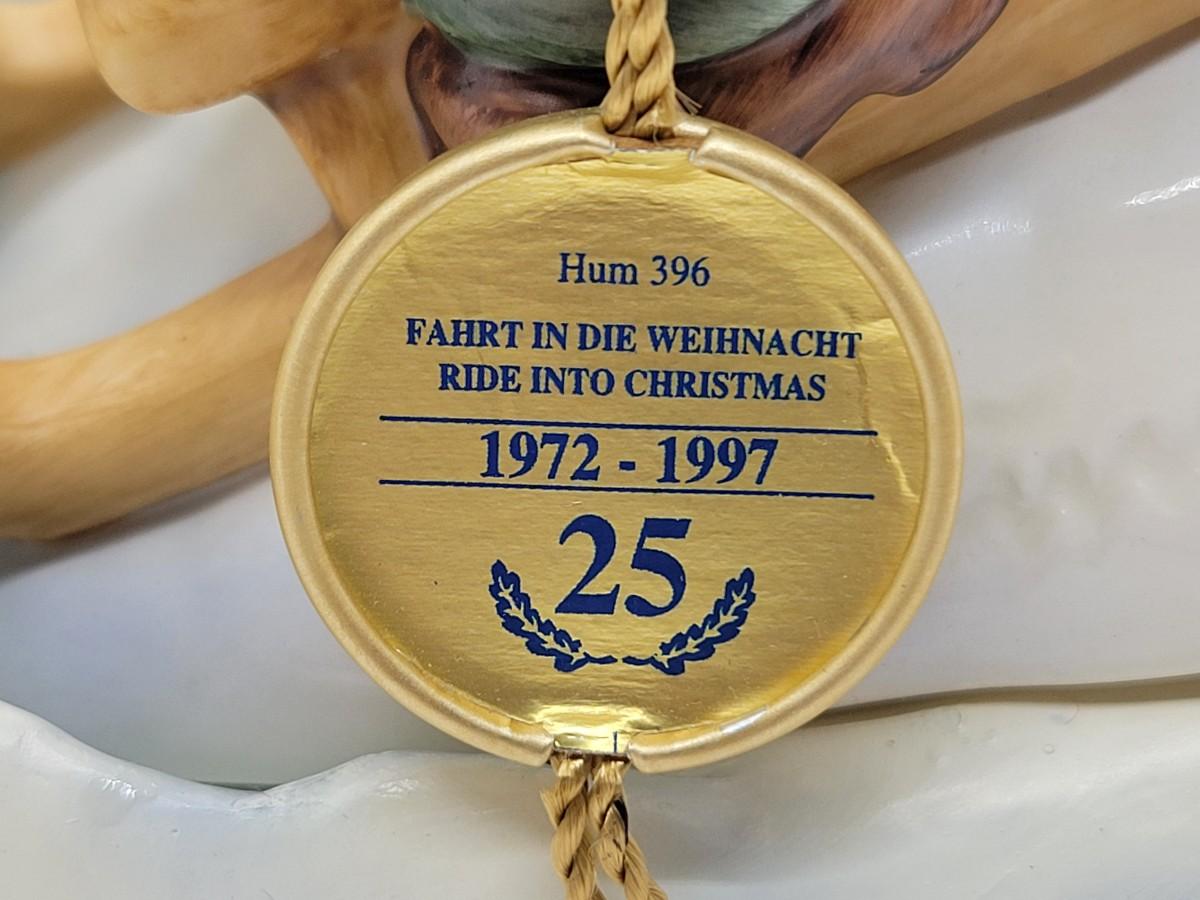 Hum 396
FAHRT IN DIE WEIHNACHT
RIDE INTO CHRISTMAS
1972 - 1997
25